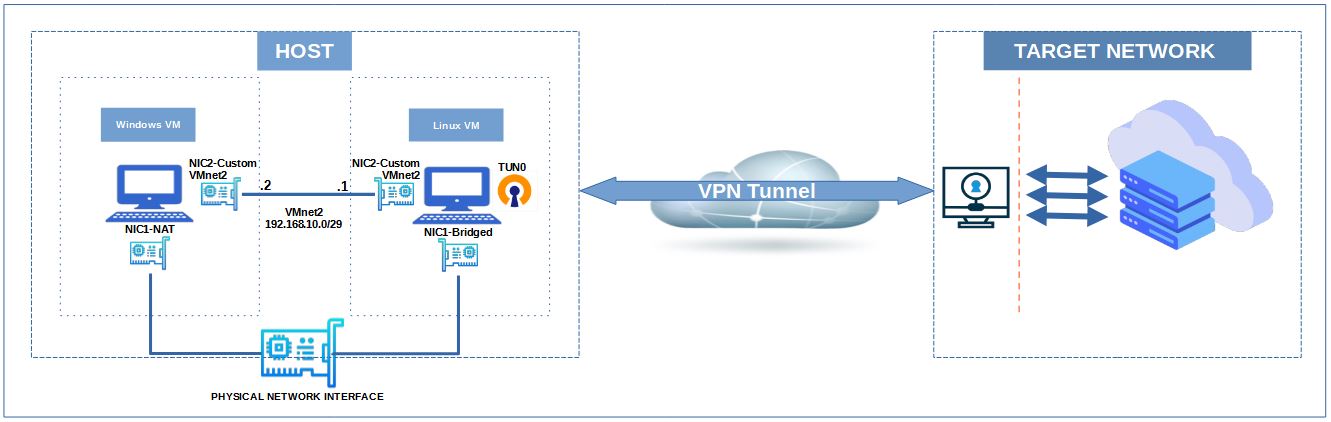 HOST
TARGET NETWORK
Windows VM
Linux VM
NIC2-Custom
VMnet2
.2
.1
NIC2-Custom
VMnet2
TUN0
VPN Tunnel
VMnet2
192.168.10.0/29
NIC1-NAT
NIC1-Bridged
PHYSICAL NETWORK INTERFACE